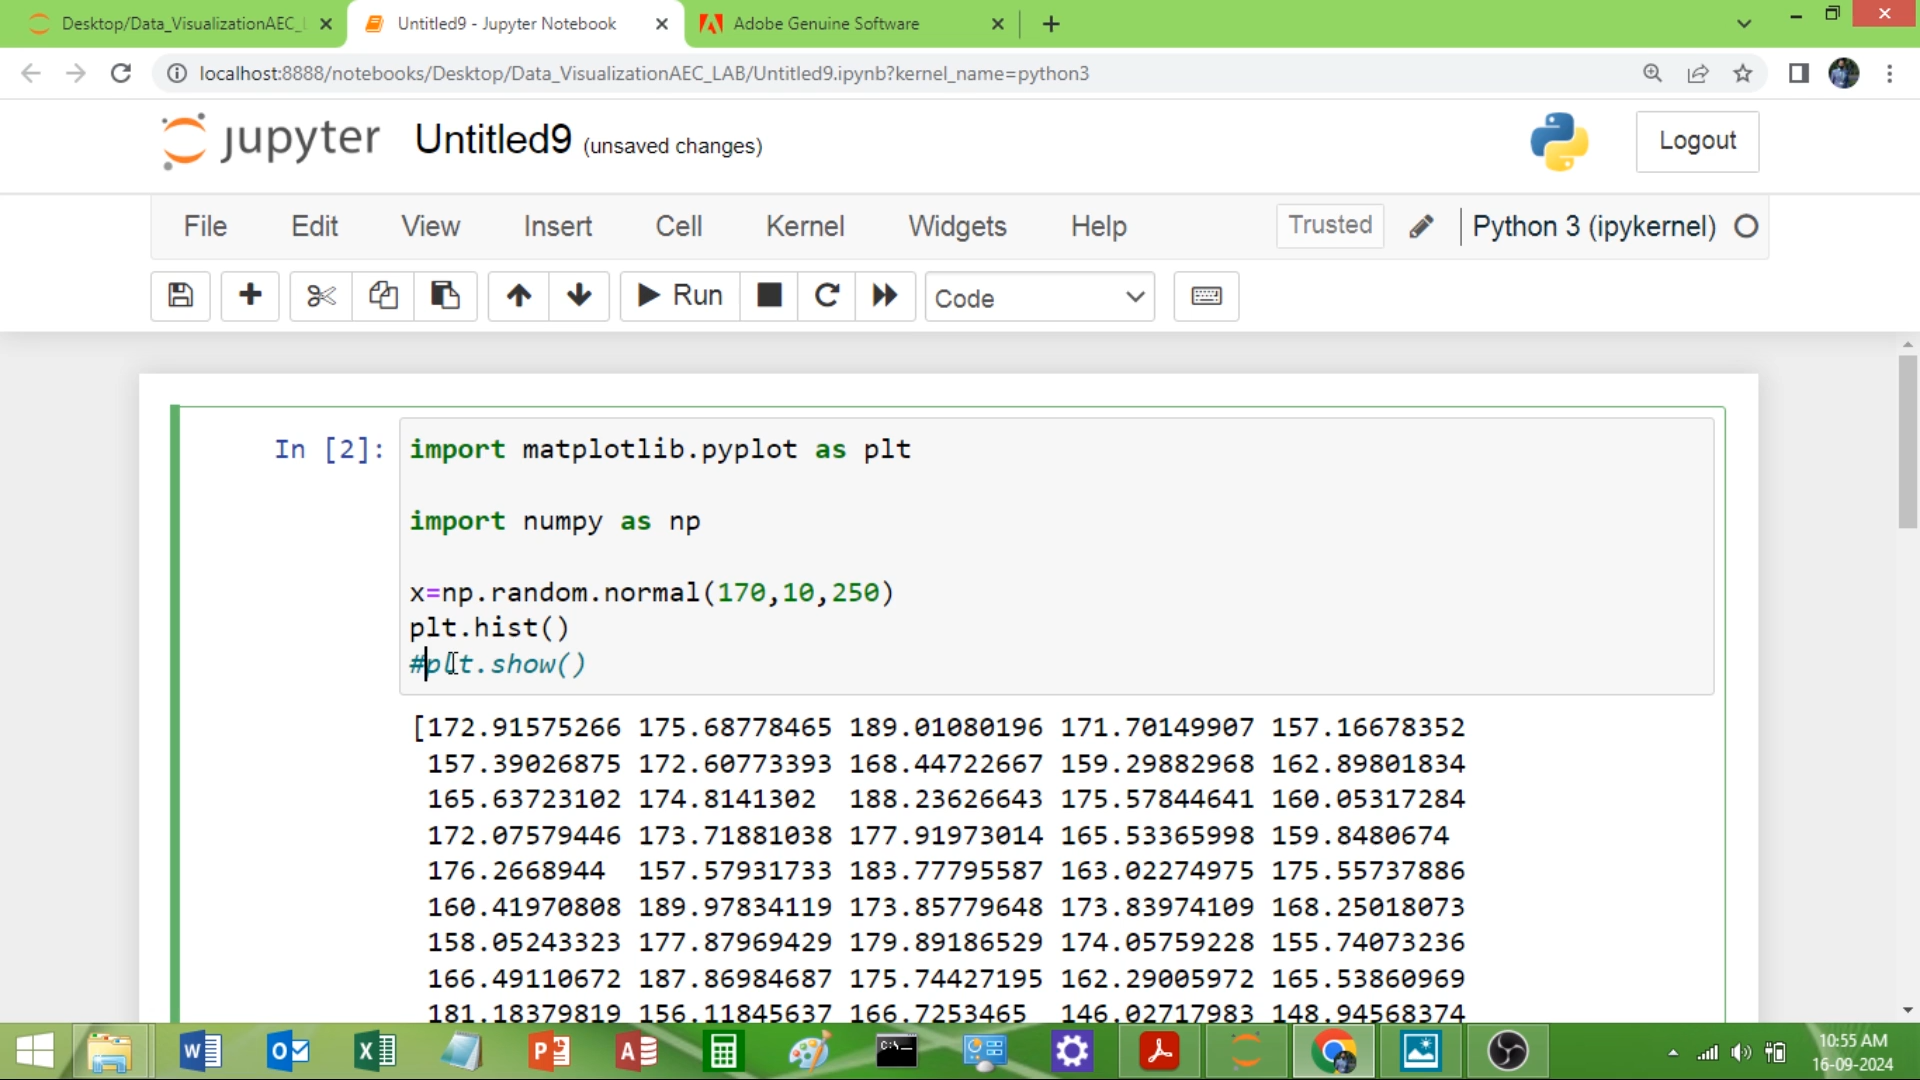 Desktop/Data_VisualizationAEC_L
Untitled9 - Jupyter Notebook
Adobe Genuine Software
localhost:8888/notebooks/Desktop/Data_VisualizationAEC_LAB/Untitled9.ipynb?kernel_name=python3
jupyter Untitled9 (unsaved changes)
Logout
File Edit View Insert Cell Kernel Widgets Help Trusted Python 3 (ipykernel)
Run Code
In [2]: import matplotlib.pyplot as plt
import numpy as np
x=np.random.normal(170,10,250)
plt.hist()
#plt.show()
[172.91575266 175.68778465 189.01080196 171.70149907 157.16678352
157.39026875 172.60773393 168.44722667 159.29882968 162.89801834
165.63723102 174.8141302 188.23626643 175.57844641 160.05317284
172.07579446 173.71881038 177.91973014 165.53365998 159.8480674
176.2668944 157.57931733 183.77795587 163.02274975 175.55737886
160.41970808 189.97834119 173.85779648 173.83974109 168.25018073
158.05243323 177.87969429 179.89186529 174.05759228 155.74073236
166.49110672 187.86984687 175.74427195 162.29005972 165.53860969
181.18379819 156.11845637 166.7253465 146.02717983 148.94568374
10:55 AM
16-09-2024